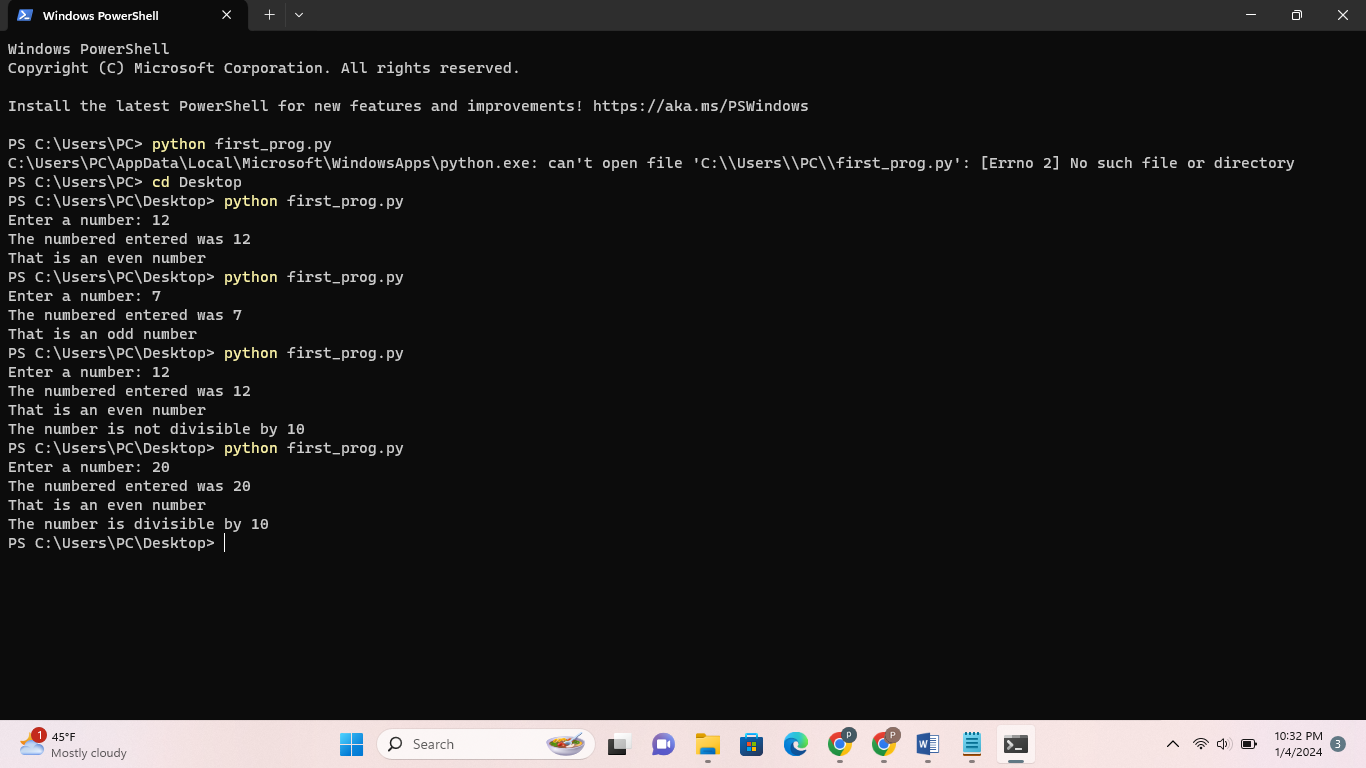 Windows PowerShell
Windows PowerShell
Copyright (C) Microsoft Corporation. All rights reserved.
Install the latest PowerShell for new features and improvements! https://aka.ms/PSWindows
PS C:\Users\PC> python first_prog.py
C:\Users\PC\AppData\Local\Microsoft\WindowsApps\python.exe: can't open file 'C:\\Users\\PC\\first_prog.py': [Errno 2] No such file or directory
PS C:\Users\PC> cd Desktop
PS C:\Users\PC\Desktop> python first_prog.py
Enter a number: 12
The numbered entered was 12
That is an even number
PS C:\Users\PC\Desktop> python first_prog.py
Enter a number: 7
The numbered entered was 7
That is an odd number
PS C:\Users\PC\Desktop> python first_prog.py
Enter a number: 12
The numbered entered was 12
That is an even number
The number is not divisible by 10
PS C:\Users\PC\Desktop> python first_prog.py
Enter a number: 20
The numbered entered was 20
That is an even number
The number is divisible by 10
PS C:\Users\PC\Desktop>
1
45°F
Mostly cloudy
Search
P
P
W
10:32 PM
1/4/2024
3